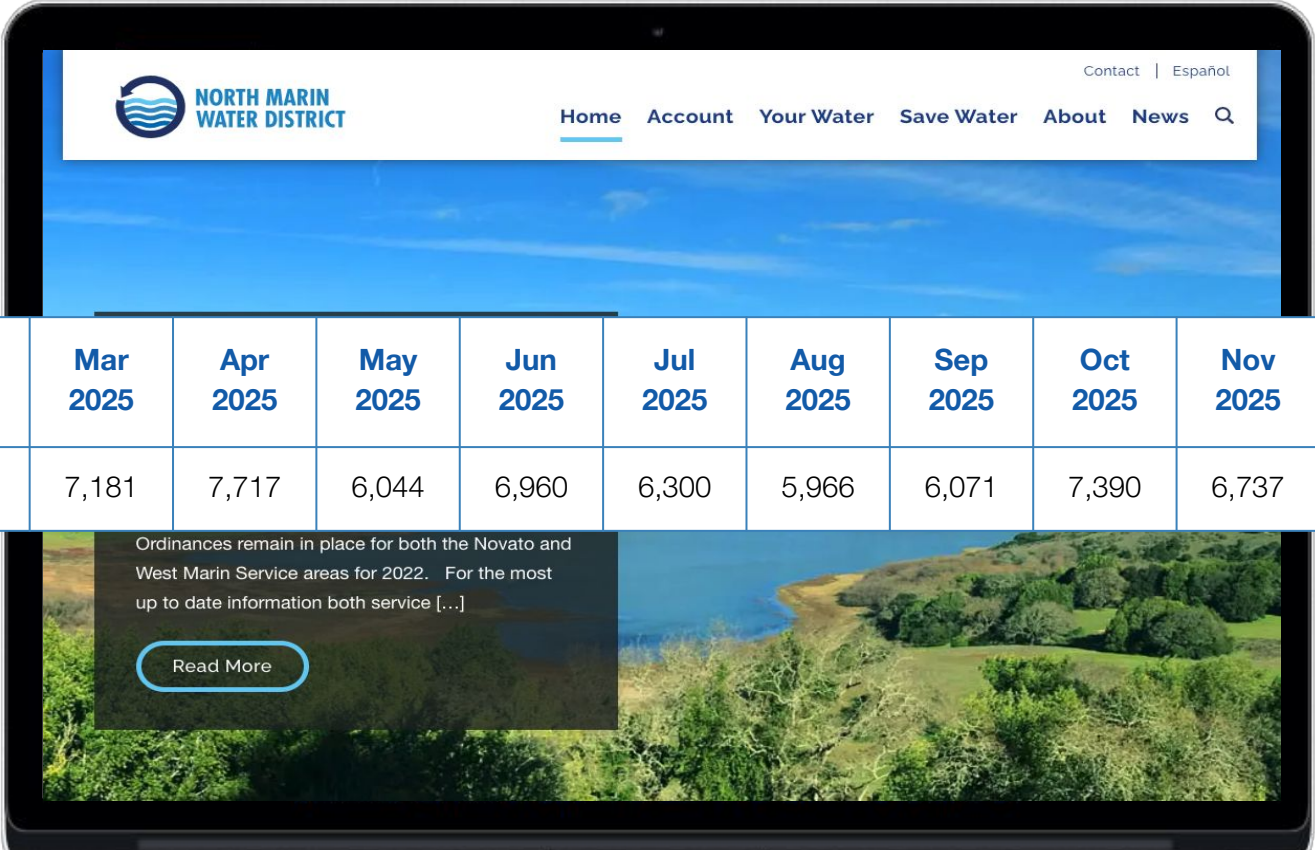 Contact | Español
NORTH MARIN
WATER DISTRICT
Home Account Your Water Save Water About News
Mar 2025 Apr 2025 May 2025 Jun 2025 Jul 2025 Aug 2025 Sep 2025 Oct 2025 Nov 2025
7,181 7,717 6,044 6,960 6,300 5,966 6,071 7,390 6,737
Ordinances remain in place for both the Novato and
West Marin Service areas for 2022. For the most
up to date information both service [...]
Read More